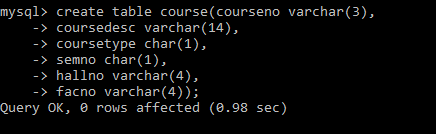 mysql> create table course(courseno varchar(3),
    -> coursedesc varchar(14),
    -> coursetype char(1),
    -> semno char(1),
    -> hallno varchar(4),
    -> facno varchar(4));
Query OK, 0 rows affected (0.98 sec)